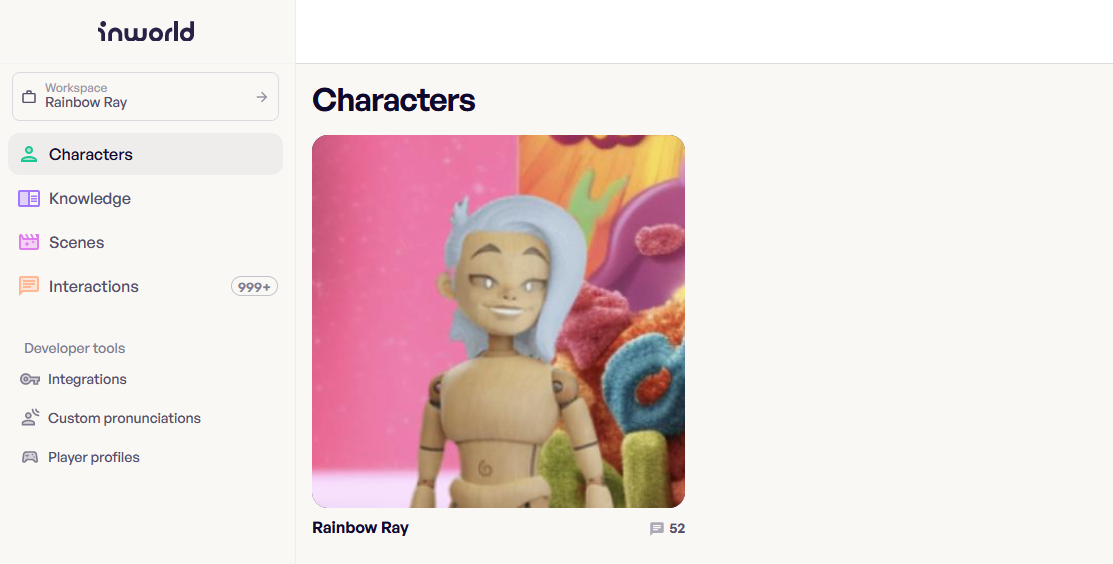 inworld
Workspace
Rainbow Ray
Characters
Knowledge
Scenes
Interactions
999+
Developer tools
Integrations
Custom pronunciations
Player profiles
Characters
Rainbow Ray
52